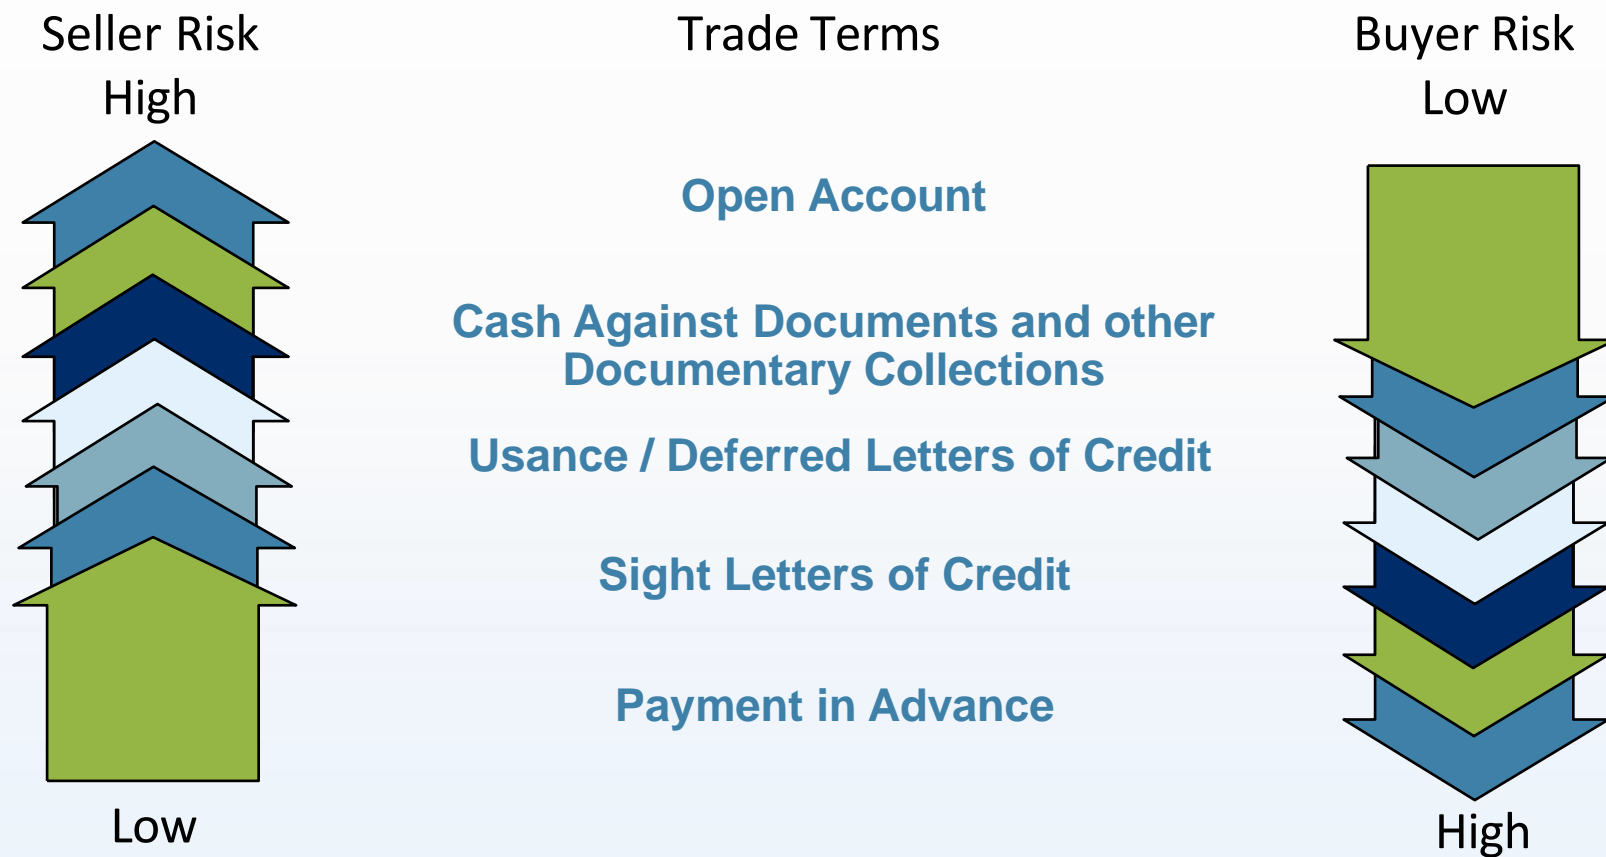 Seller Risk
Trade Terms
Buyer Risk
High
Low
Open Account
Cash Against Documents and other
Documentary Collections
Usance / Deferred Letters of Credit
Sight Letters of Credit
Payment in Advance
Low
High